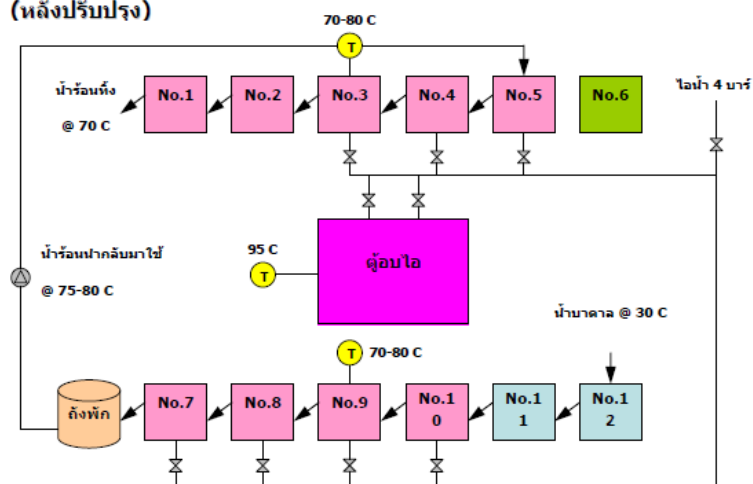 (หลังปรับปรุง)
70-80 C
T
น้ำร้อนทิ้ง
@ 70 C
No.1
No.2
No.3
No.4
No.5
No.6
ไอน้ำ 4 บาร์
น้ำร้อนนำกลับมาใช้
@ 75-80 C
95 C
T
ตู้อบไอ
น้ำบาดาล @ 30 C
T
70-80 C
ถังพัก
No.7
No.8
No.9
No.1
0
No.1
1
No.1
2